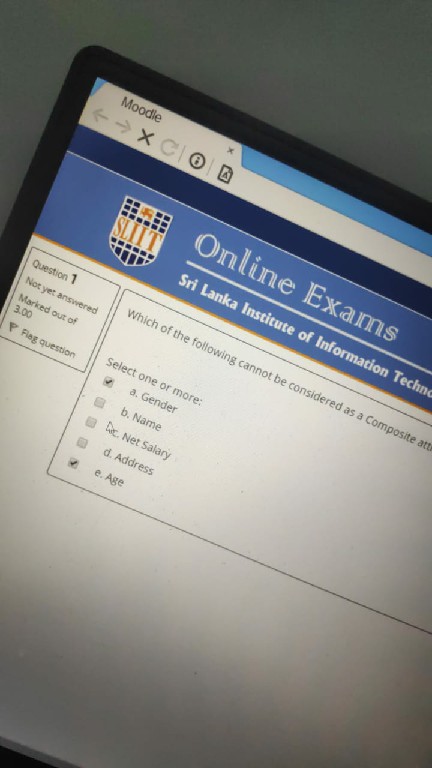 Moodle
SLIIT
Online Exams
Sri Lanka Institute of Information
Question 1
Not yet answered
Marked out of
3.00
Flag question
Which of the following cannot be considered as a Composite
Select one or more:
a. Gender
b. Name
c. Net Salary
d. Address
e. Age